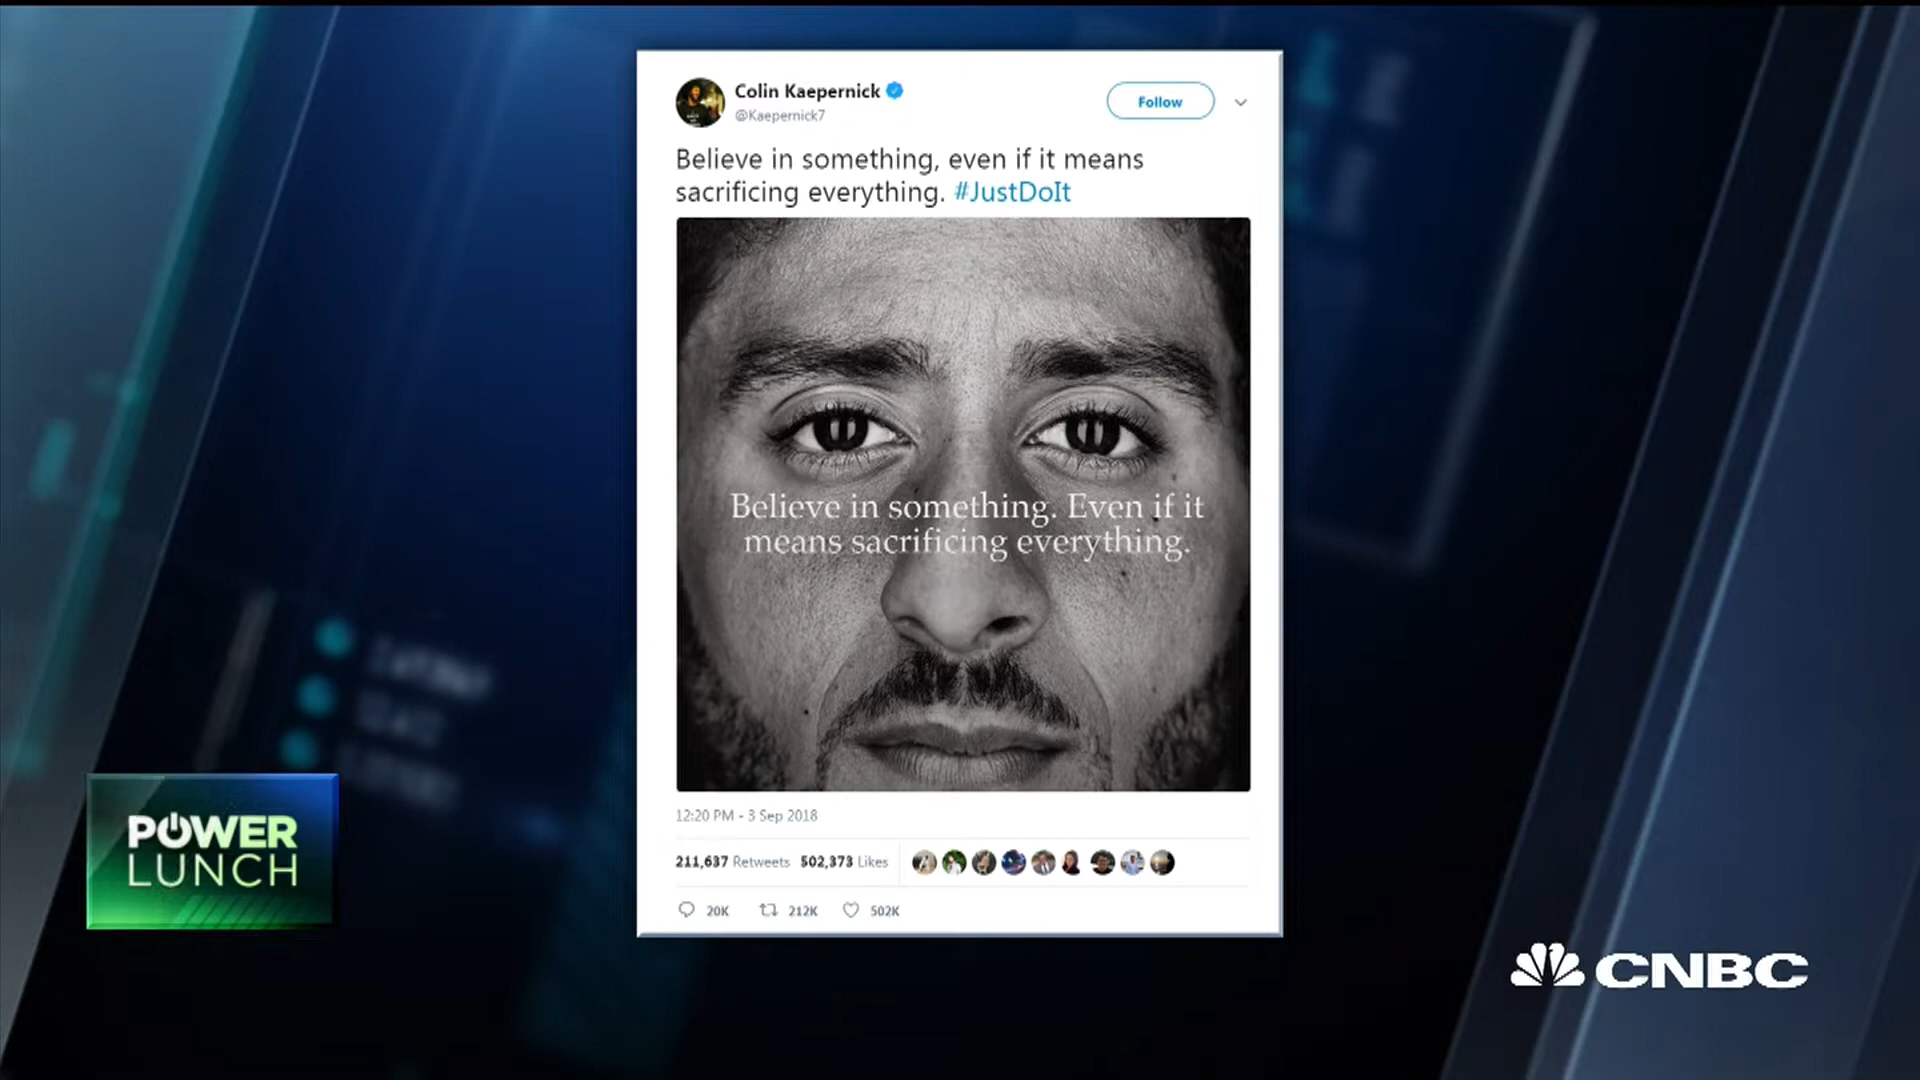 Colin Kaepernick
@Kaepernick7
Follow
Believe in something, even if it means
sacrificing everything. #JustDoIt
Believe in something. Even if it
means sacrificing everything.
12:20 PM - 3 Sep 2018
211,637 Retweets 502,373 Likes
20K 212K 502K
POWER
LUNCH
CNBC